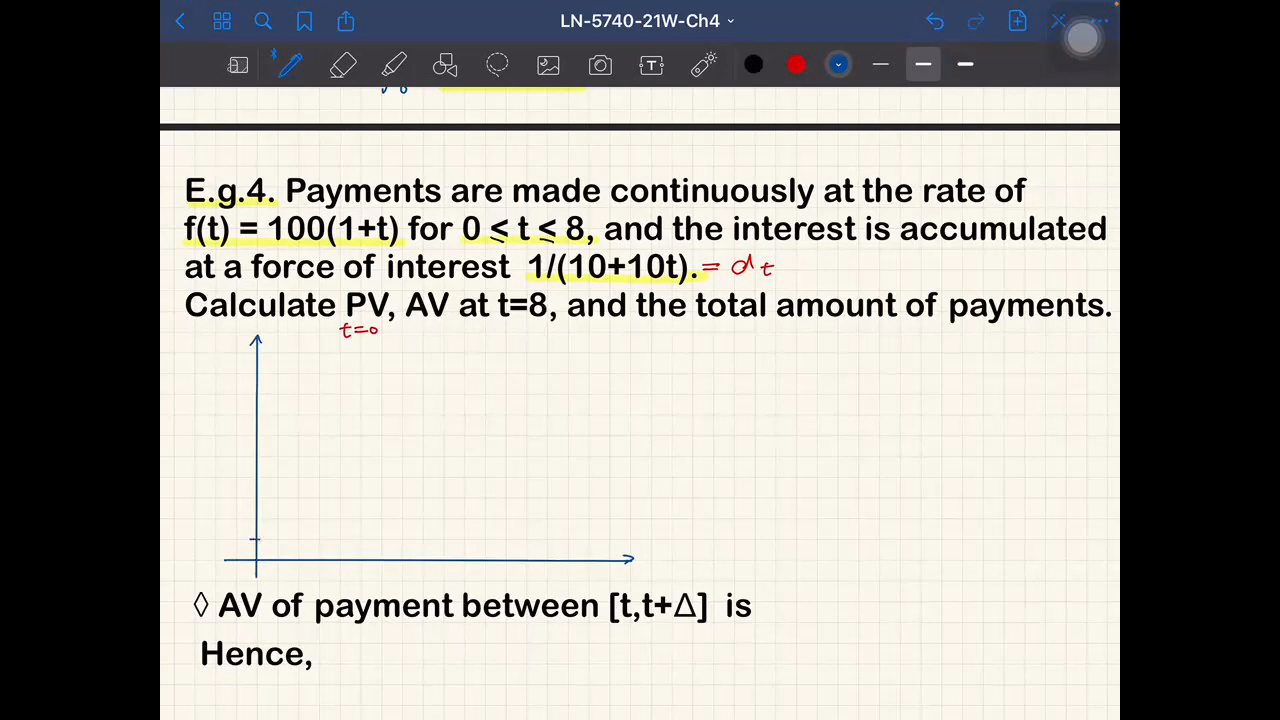 LN-5740-21W-Ch4
E.g.4. Payments are made continuously at the rate of
f(t) = 100(1+t) for 0 ≤ t ≤ 8, and the interest is accumulated
at a force of interest 1/(10+10t). = d t
Calculate PV, AV at t=8, and the total amount of payments.
t=0
◊ AV of payment between [t,t+Δ] is
Hence,